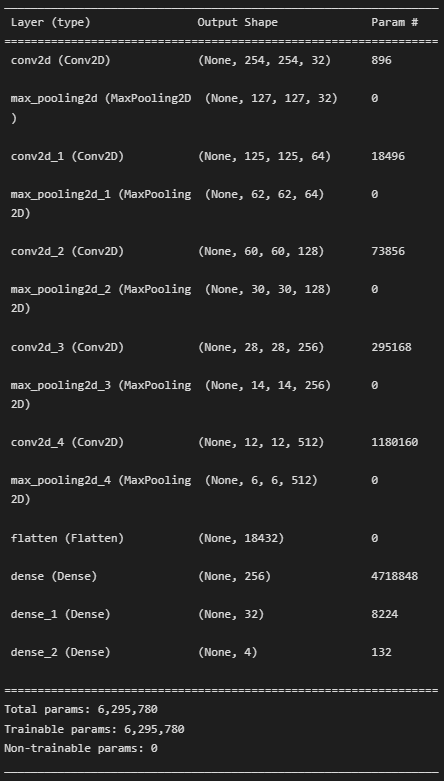 Layer (type) Output Shape Param #
=================================================================
conv2d (Conv2D) (None, 254, 254, 32) 896
max_pooling2d (MaxPooling2D (None, 127, 127, 32) 0
)
conv2d_1 (Conv2D) (None, 125, 125, 64) 18496
max_pooling2d_1 (MaxPooling (None, 62, 62, 64) 0
2D)
conv2d_2 (Conv2D) (None, 60, 60, 128) 73856
max_pooling2d_2 (MaxPooling (None, 30, 30, 128) 0
2D)
conv2d_3 (Conv2D) (None, 28, 28, 256) 295168
max_pooling2d_3 (MaxPooling (None, 14, 14, 256) 0
2D)
conv2d_4 (Conv2D) (None, 12, 12, 512) 1180160
max_pooling2d_4 (MaxPooling (None, 6, 6, 512) 0
2D)
flatten (Flatten) (None, 18432) 0
dense (Dense) (None, 256) 4718848
dense_1 (Dense) (None, 32) 8224
dense_2 (Dense) (None, 4) 132
=================================================================
Total params: 6,295,780
Trainable params: 6,295,780
Non-trainable params: 0